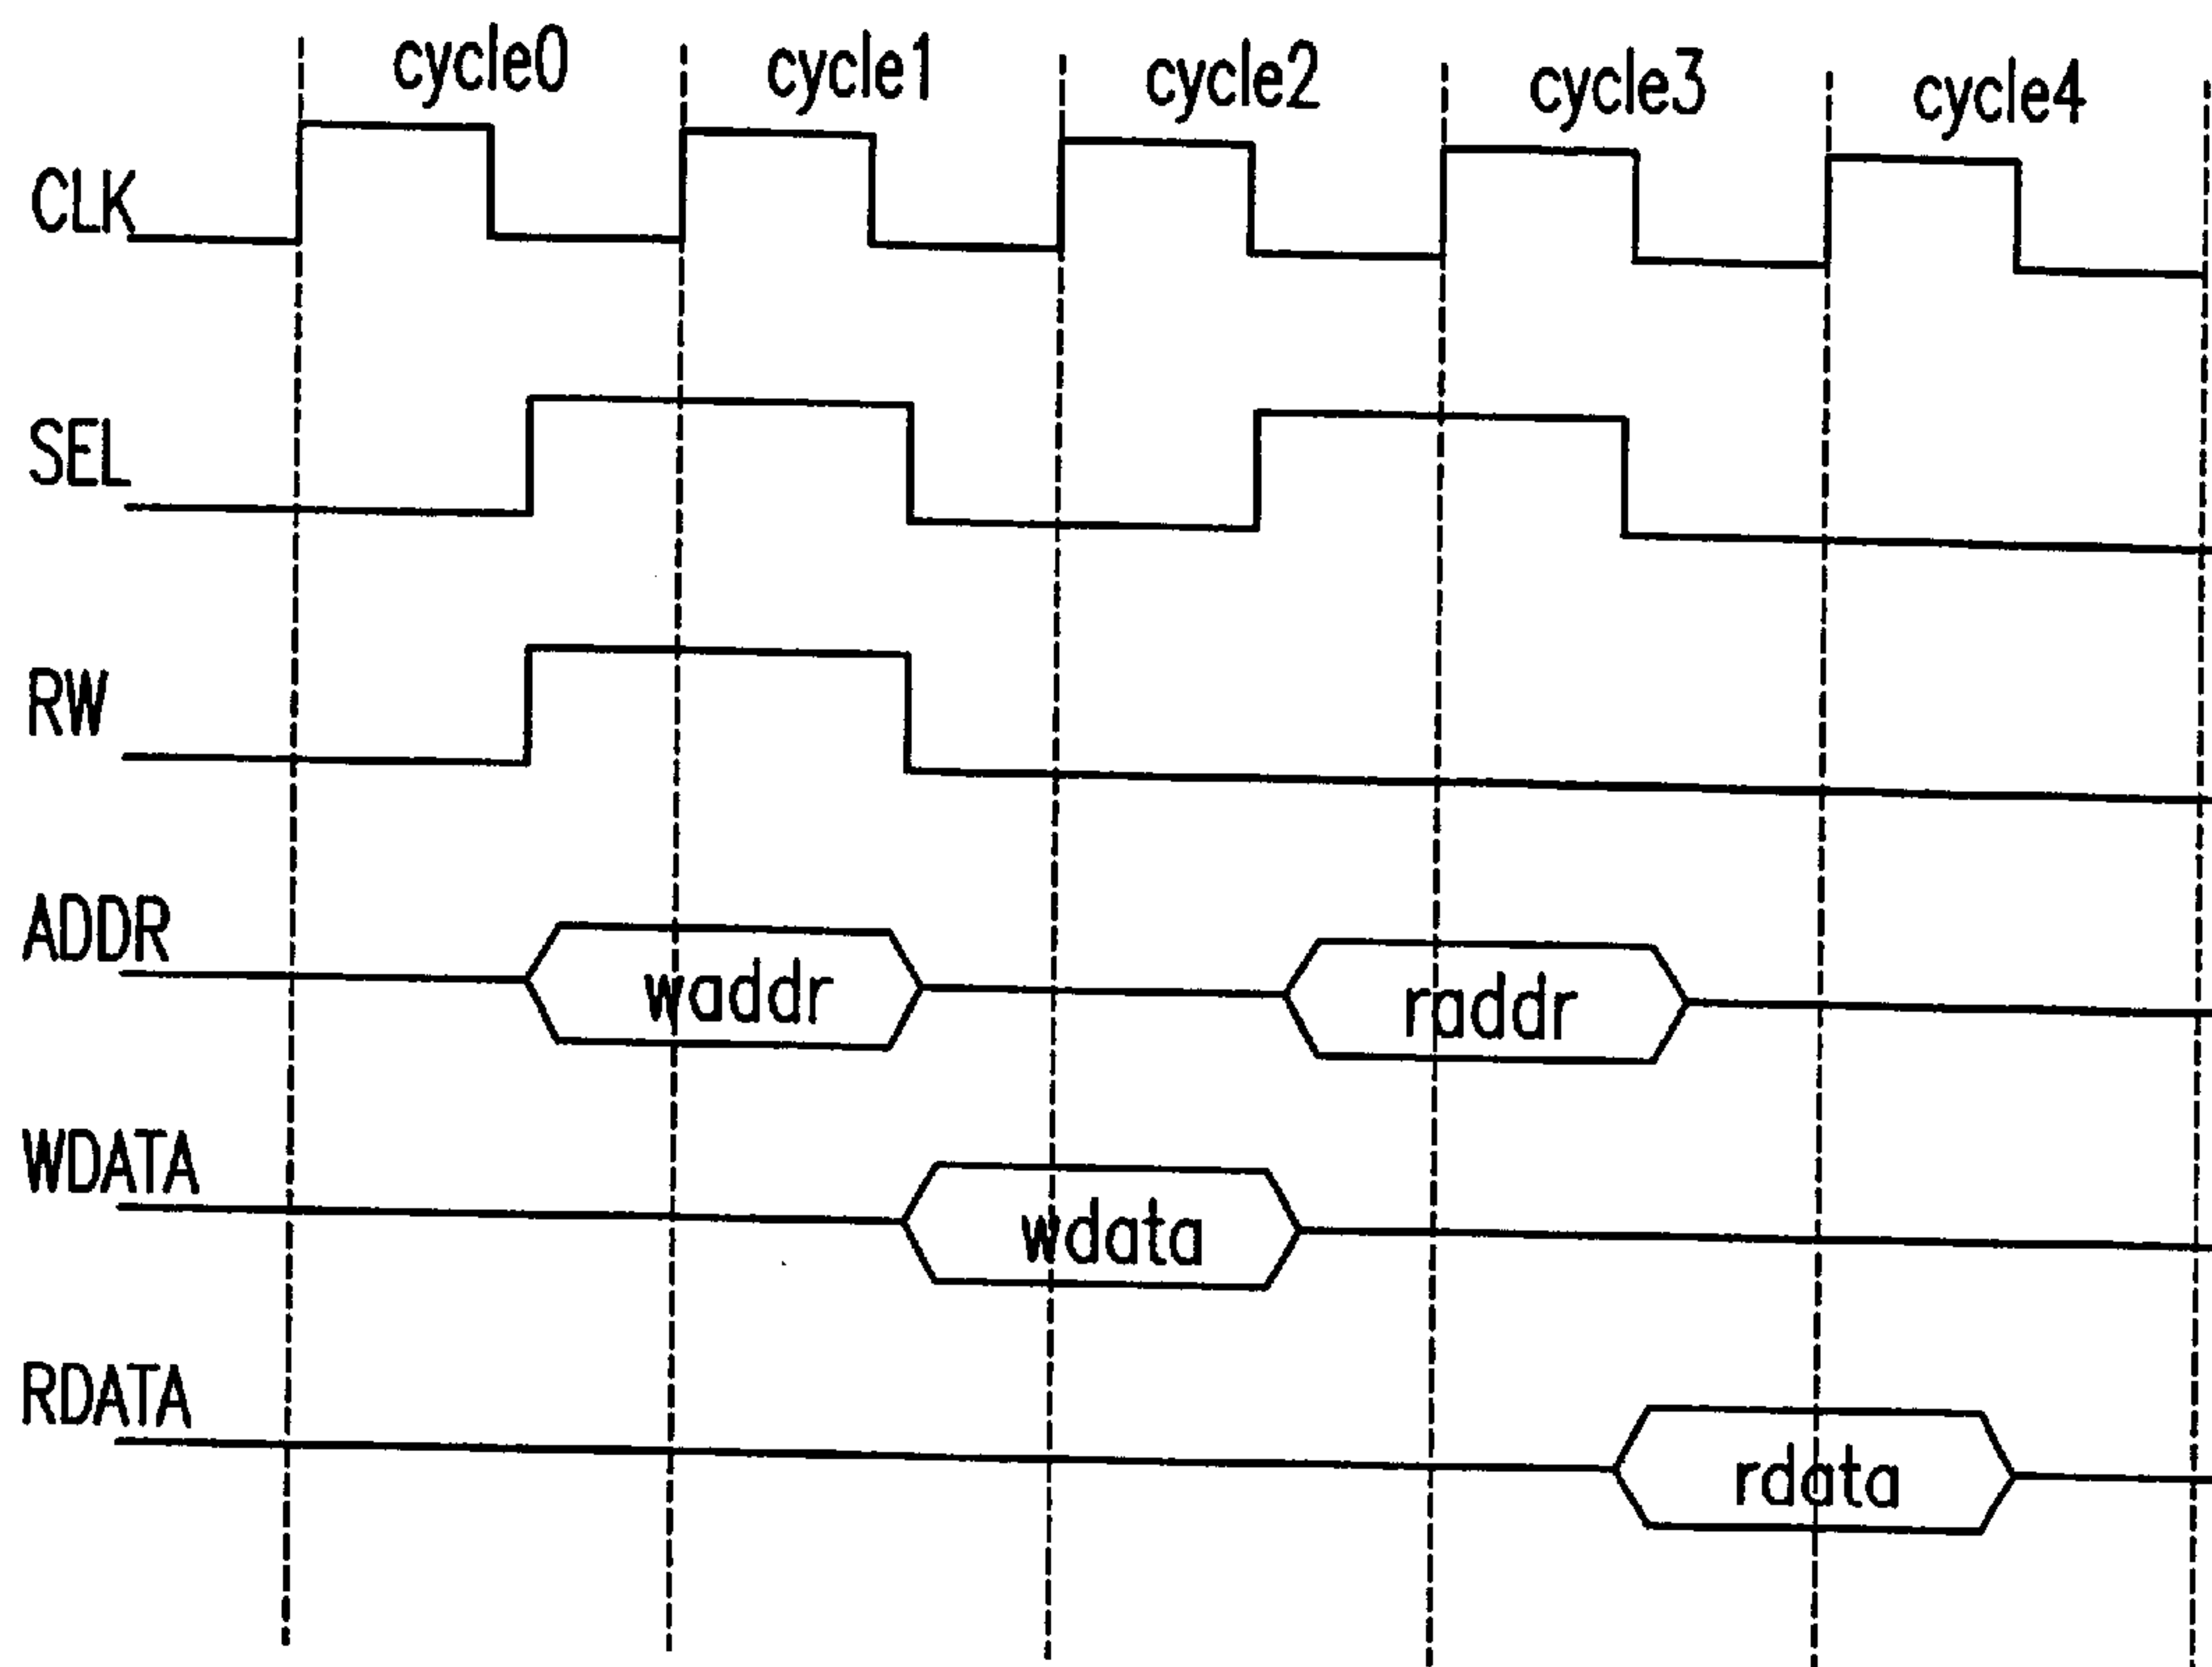 cycle0 cycle1 cycle2 cycle3 cycle4
CLK
SEL
RW
ADDR waddr raddr
WDATA wdata
RDATA rdata